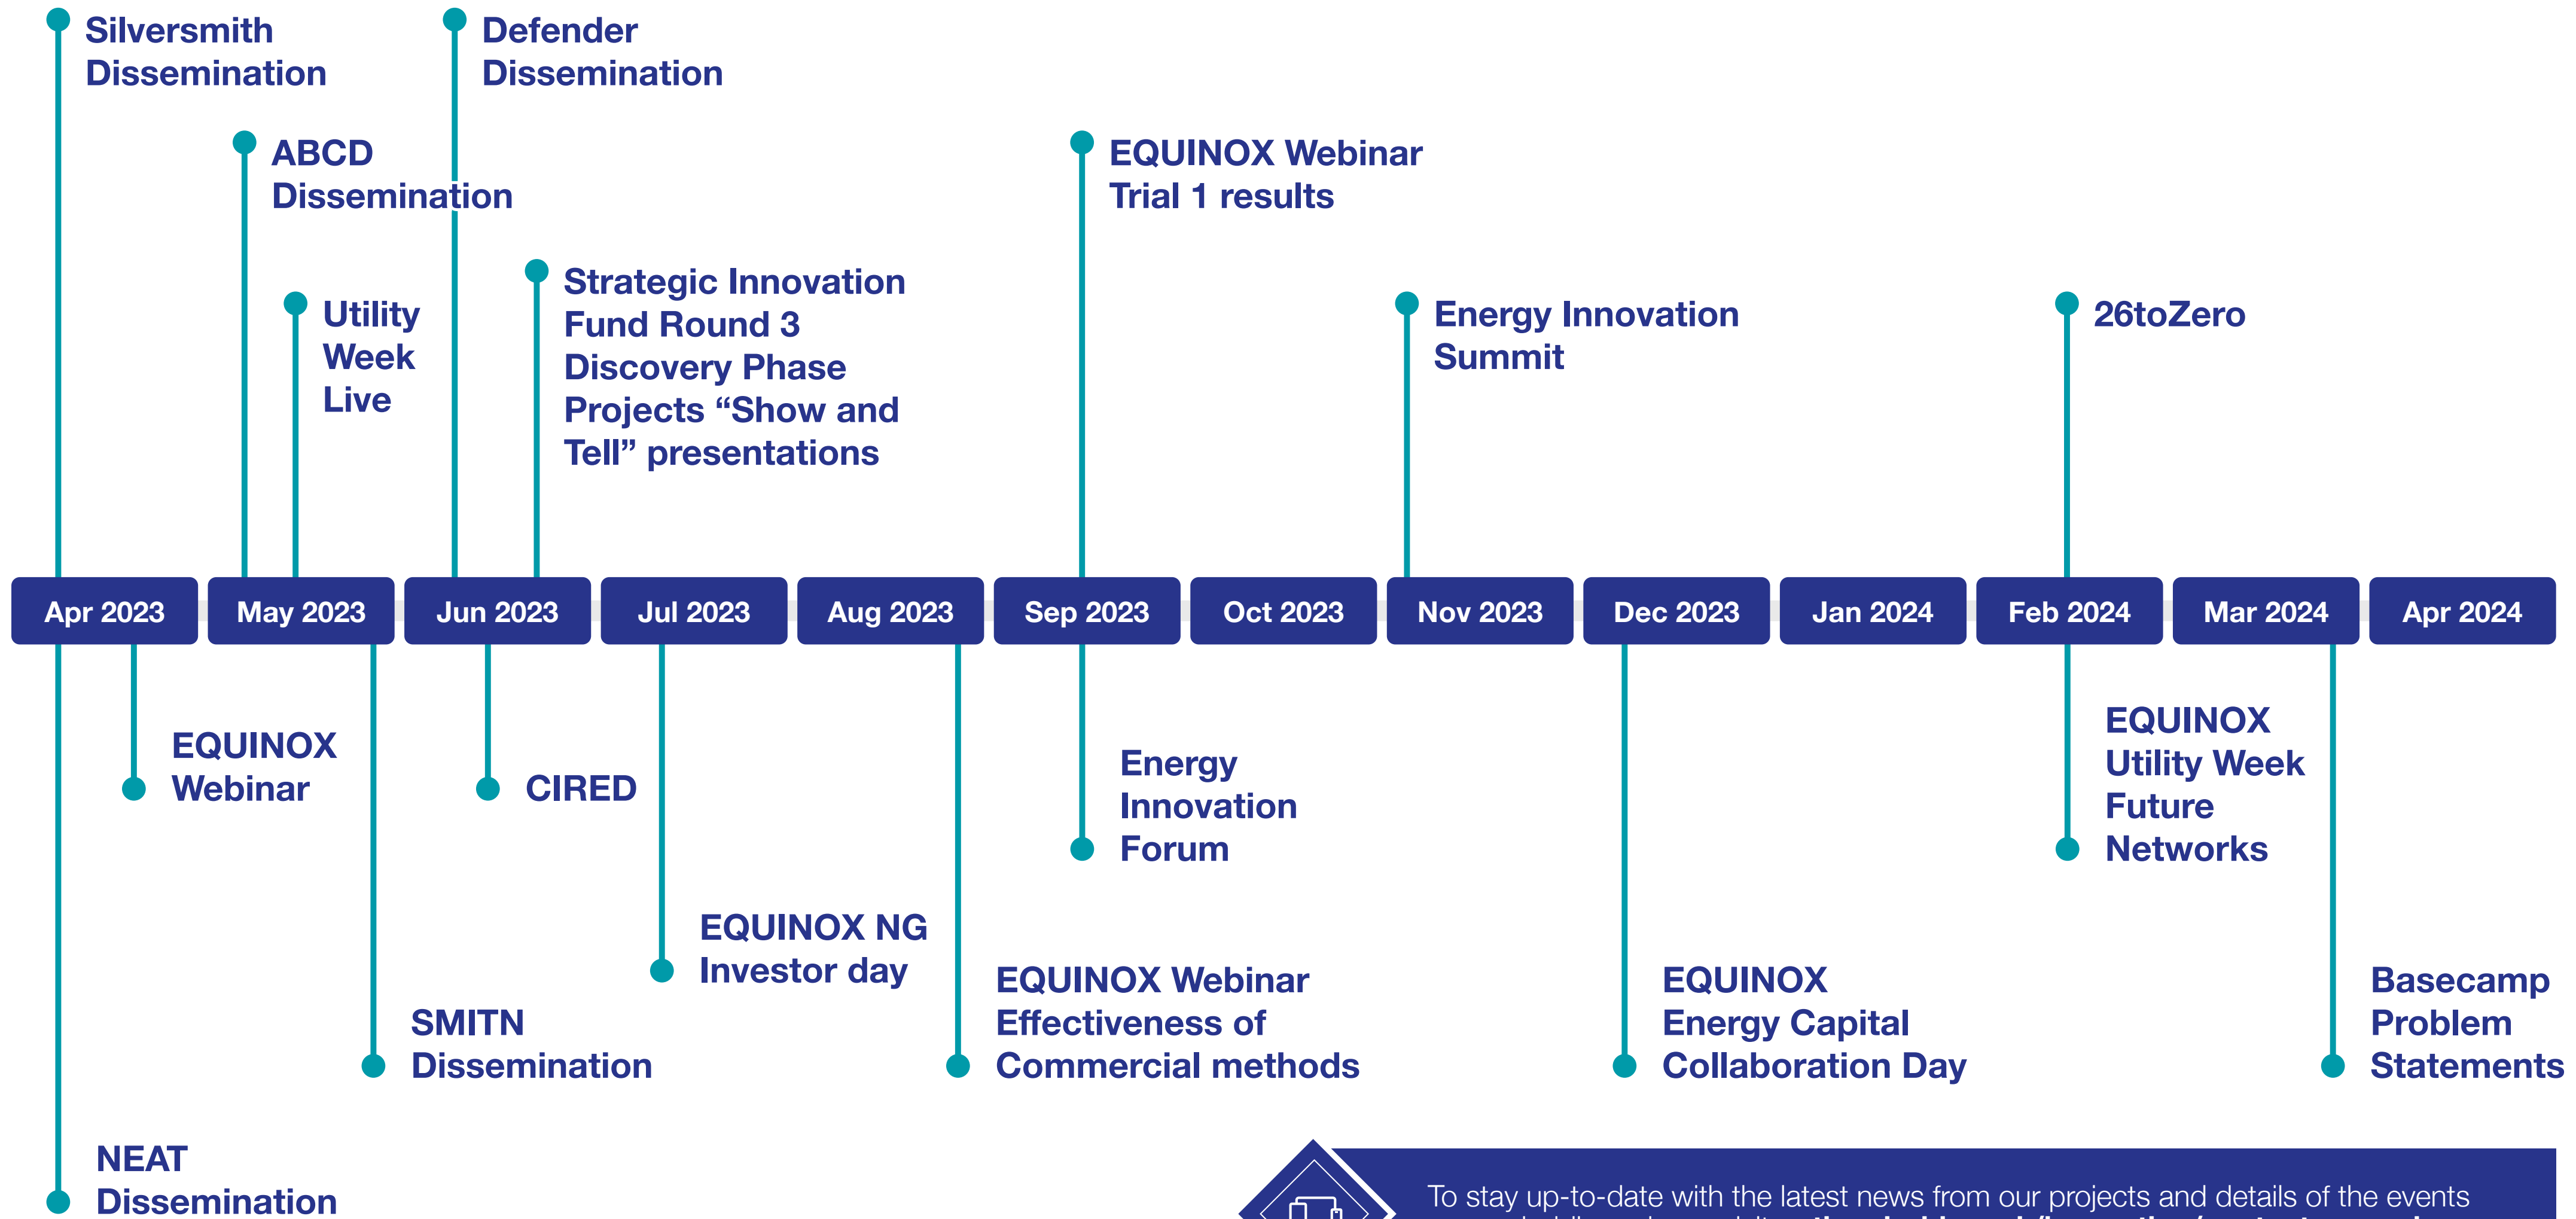 Silversmith
Dissemination
Defender
Dissemination
ABCD
Dissemination
EQUINOX Webinar
Trial 1 results
Utility
Week
Live
Strategic Innovation
Fund Round 3
Discovery Phase
Projects “Show and
Tell” presentations
Energy Innovation
Summit
26toZero
Apr 2023
May 2023
Jun 2023
Jul 2023
Aug 2023
Sep 2023
Oct 2023
Nov 2023
Dec 2023
Jan 2024
Feb 2024
Mar 2024
Apr 2024
EQUINOX
Webinar
CIRED
Energy
Innovation
Forum
EQUINOX
Utility Week
Future
Networks
EQUINOX NG
Investor day
SMITN
Dissemination
EQUINOX Webinar
Effectiveness of
Commercial methods
EQUINOX
Energy Capital
Collaboration Day
Basecamp
Problem
Statements
NEAT
Dissemination
To stay up-to-date with the latest news from our projects and details of the events